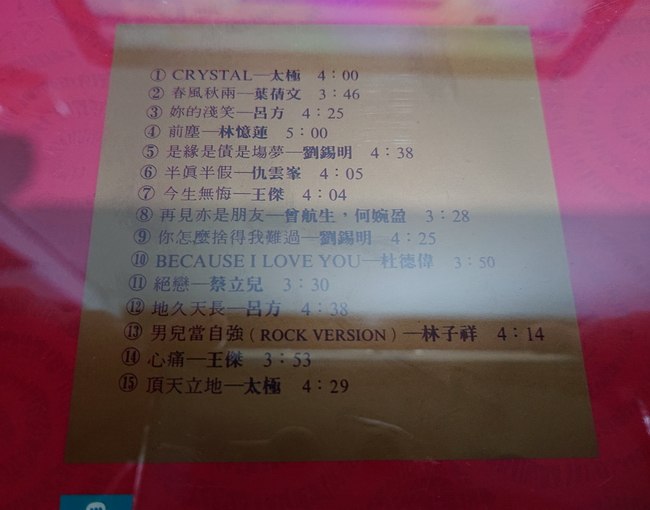 ① CRYSTAL—太極 4：00
② 春風秋雨—葉蒨文 3：46
③ 妳的淺笑—呂方 4：25
④ 前塵—林憶蓮 5：00
⑤ 是緣是債是塲夢—劉錫明 4：38
⑥ 半眞半假—仇雲峯 4：05
⑦ 今生無悔—王傑 4：04
⑧ 再見亦是朋友—曾航生，何婉盈 3：28
⑨ 你怎麼捨得我難過—劉錫明 4：25
⑩ BECAUSE I LOVE YOU—杜德偉 3：50
⑪ 絕戀—蔡立兒 3：30
⑫ 地久天長—呂方 4：38
⑬ 男兒當自強（ROCK VERSION）—林子祥 4：14
⑭ 心痛—王傑 3：53
⑮ 頂天立地—太極 4：29